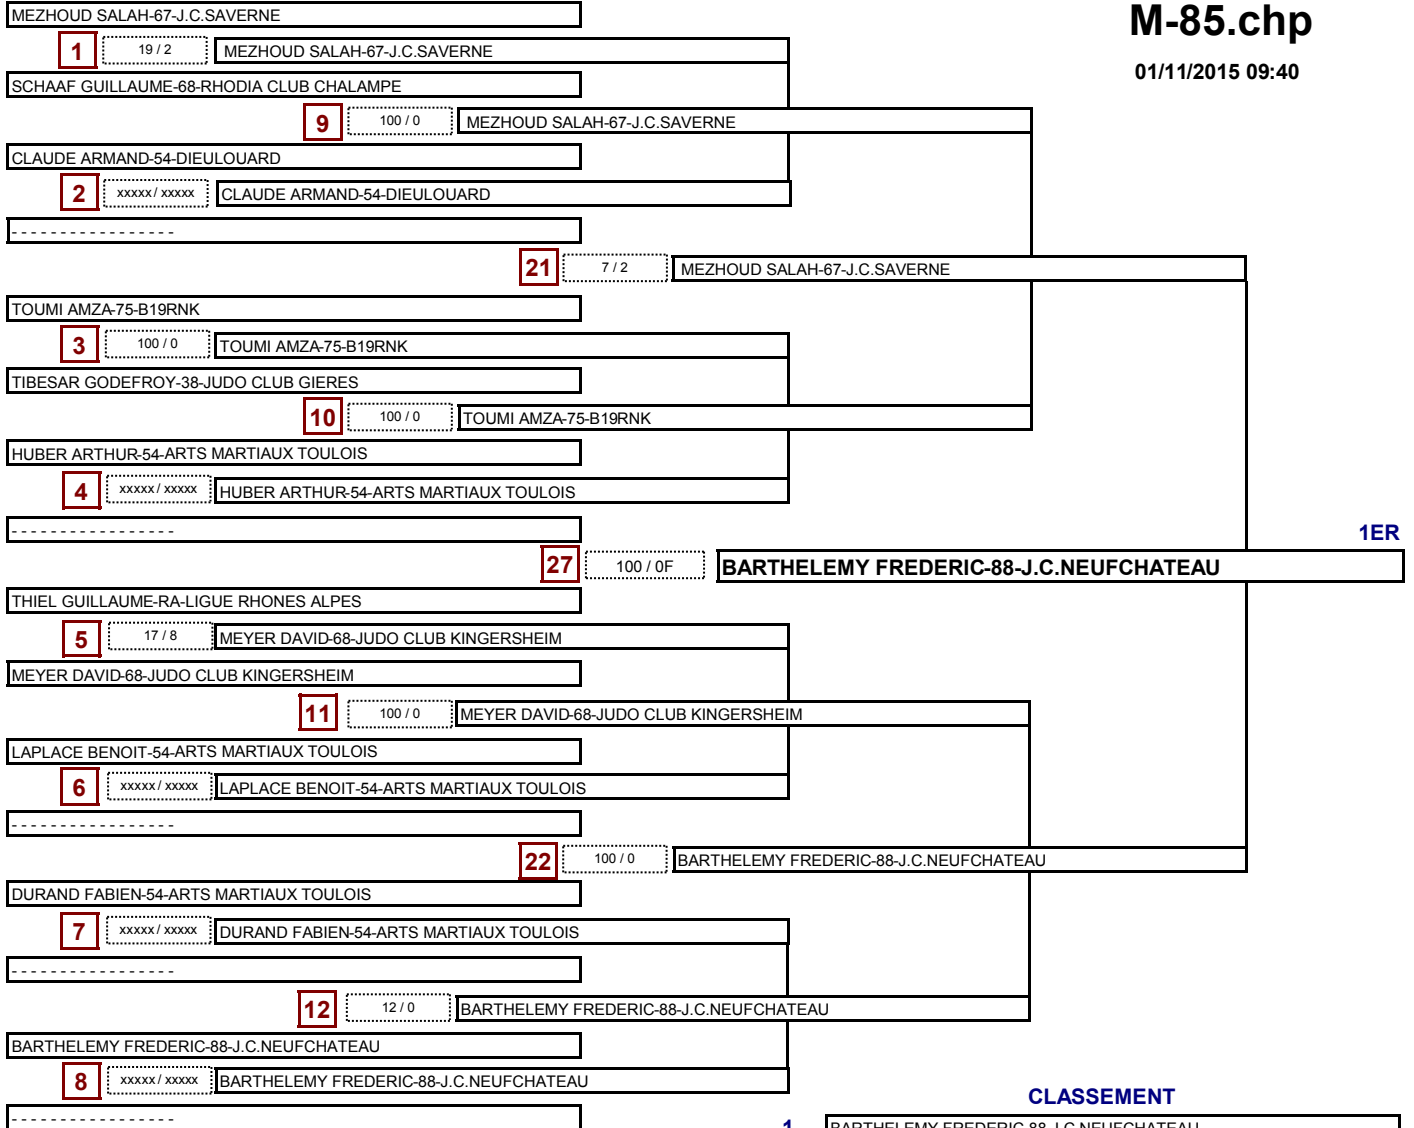 MEZHOUD SALAH-67-J.C.SAVERNE
M-85.chp
1 19 / 2 MEZHOUD SALAH-67-J.C.SAVERNE
01/11/2015 09:40
SCHAAF GUILLAUME-68-RHODIA CLUB CHALAMPE
9 100 / 0 MEZHOUD SALAH-67-J.C.SAVERNE
CLAUDE ARMAND-54-DIEULOUARD
2 xxxxx / xxxxx CLAUDE ARMAND-54-DIEULOUARD
- - - - - - - - - - - - - - - - -
21 7 / 2 MEZHOUD SALAH-67-J.C.SAVERNE
TOUMI AMZA-75-B19RNK
3 100 / 0 TOUMI AMZA-75-B19RNK
TIBESAR GODEFROY-38-JUDO CLUB GIERES
10 100 / 0 TOUMI AMZA-75-B19RNK
HUBER ARTHUR-54-ARTS MARTIAUX TOULOIS
4 xxxxx / xxxxx HUBER ARTHUR-54-ARTS MARTIAUX TOULOIS
- - - - - - - - - - - - - - - - -
1ER
27 100 / 0F BARTHELEMY FREDERIC-88-J.C.NEUFCHATEAU
THIEL GUILLAUME-RA-LIGUE RHONES ALPES
5 17 / 8 MEYER DAVID-68-JUDO CLUB KINGERSHEIM
MEYER DAVID-68-JUDO CLUB KINGERSHEIM
11 100 / 0 MEYER DAVID-68-JUDO CLUB KINGERSHEIM
LAPLACE BENOIT-54-ARTS MARTIAUX TOULOIS
6 xxxxx / xxxxx LAPLACE BENOIT-54-ARTS MARTIAUX TOULOIS
- - - - - - - - - - - - - - - - -
22 100 / 0 BARTHELEMY FREDERIC-88-J.C.NEUFCHATEAU
DURAND FABIEN-54-ARTS MARTIAUX TOULOIS
7 xxxxx / xxxxx DURAND FABIEN-54-ARTS MARTIAUX TOULOIS
- - - - - - - - - - - - - - - - -
12 12 / 0 BARTHELEMY FREDERIC-88-J.C.NEUFCHATEAU
BARTHELEMY FREDERIC-88-J.C.NEUFCHATEAU
8 xxxxx / xxxxx BARTHELEMY FREDERIC-88-J.C.NEUFCHATEAU
CLASSEMENT
- - - - - - - - - - - - - - - - -
1 BARTHELEMY FREDERIC-88-J.C.NEUFCHATEAU